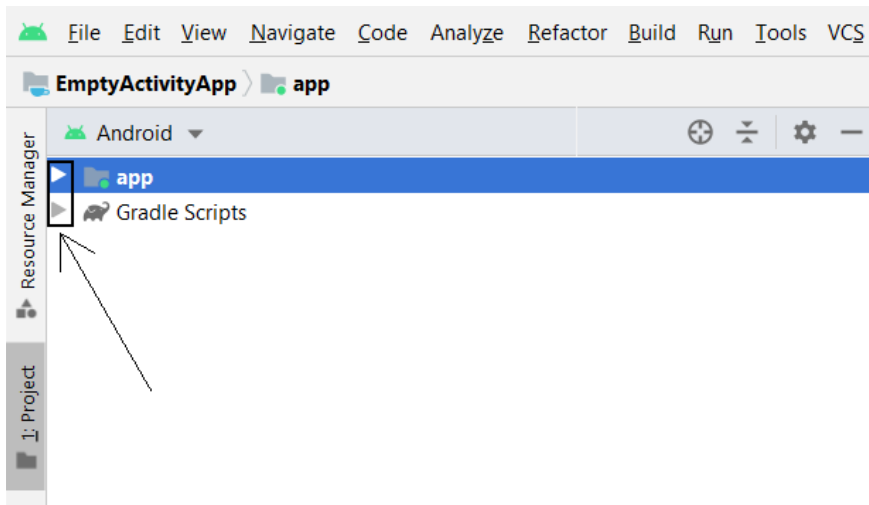 File Edit View Navigate Code Analyze Refactor Build Run Tools VCS
EmptyActivityApp app
Android
app
Gradle Scripts
Resource Manager
1: Project